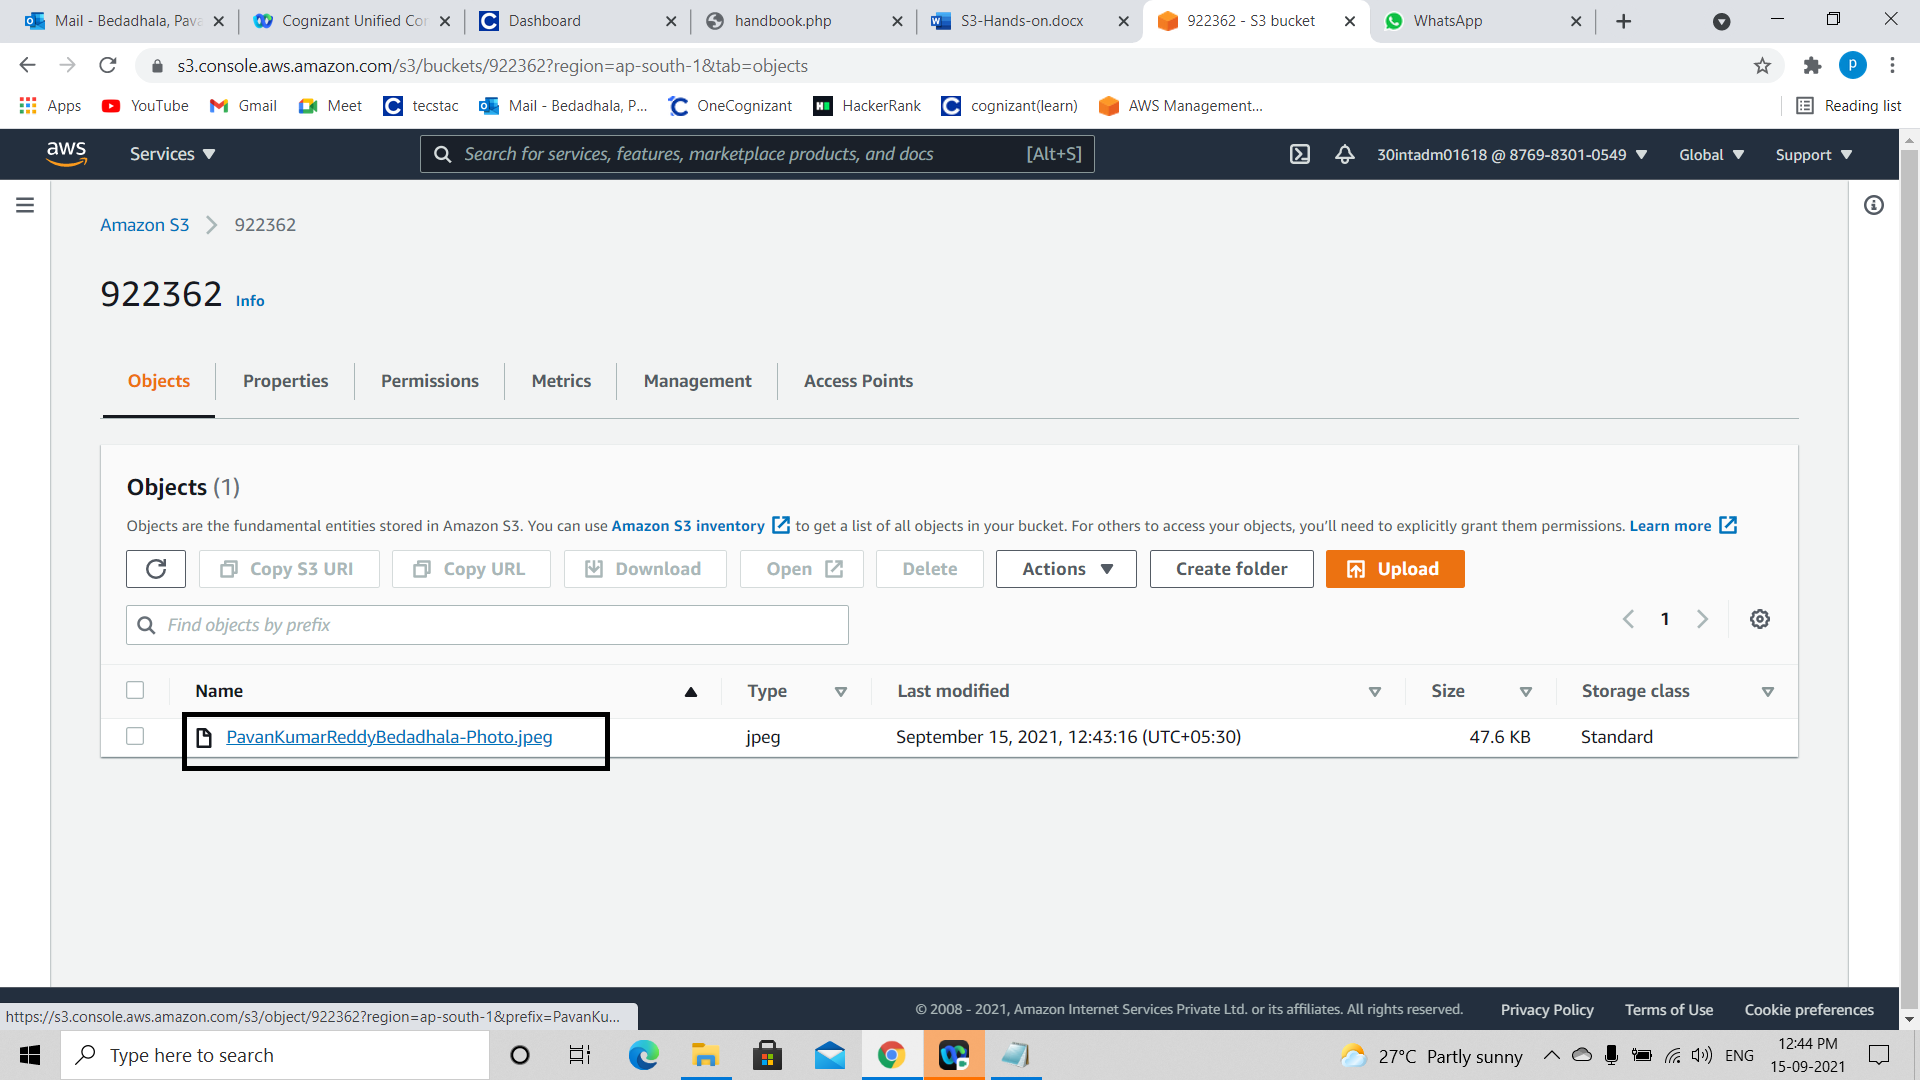 Mail - Bedadhala, Pava
Cognizant Unified Con
Dashboard
handbook.php
S3-Hands-on.docx
922362 - S3 bucket
WhatsApp
s3.console.aws.amazon.com/s3/buckets/922362?region=ap-south-1&tab=objects
P
Apps
YouTube
Gmail
Meet
tecstac
Mail - Bedadhala, P...
OneCognizant
HackerRank
cognizant(learn)
AWS Management...
Reading list
aws
Services
Search for services, features, marketplace products, and docs
[Alt+S]
30intadm01618 @ 8769-8301-0549
Global
Support
Amazon S3
922362
922362 Info
Objects
Properties
Permissions
Metrics
Management
Access Points
Objects (1)
Objects are the fundamental entities stored in Amazon S3. You can use Amazon S3 inventory to get a list of all objects in your bucket. For others to access your objects, you'll need to explicitly grant them permissions. Learn more
Copy S3 URI
Copy URL
Download
Open
Delete
Actions
Create folder
Upload
Find objects by prefix
1
Name
Type
Last modified
Size
Storage class
PavanKumarReddyBedadhala-Photo.jpeg
jpeg
September 15, 2021, 12:43:16 (UTC+05:30)
47.6 KB
Standard
https://s3.console.aws.amazon.com/s3/object/922362?region=ap-south-1&prefix=PavanKu...
© 2008 - 2021, Amazon Internet Services Private Ltd. or its affiliates. All rights reserved.
Privacy Policy
Terms of Use
Cookie preferences
Type here to search
27°C Partly sunny
ENG
12:44 PM
15-09-2021